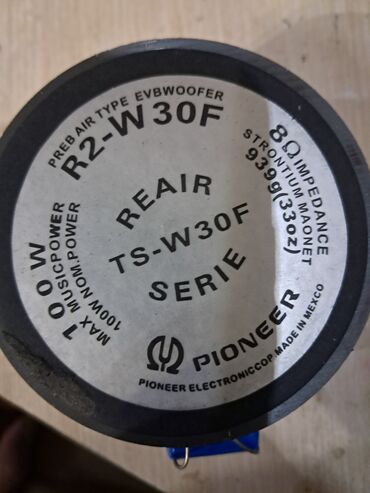 PREB AIR TYPE EVBWOOFER
R2-W30F
8Ω IMPEDANCE
STRONTIUM MAONET
939g(33oz)
REAIR
TS-W30F
SERIE
100W
MAX MUSICPOWER
100W NOM.POWER
PIONEER
PIONEER ELECTRONICCOP.MADE IN MEXCO